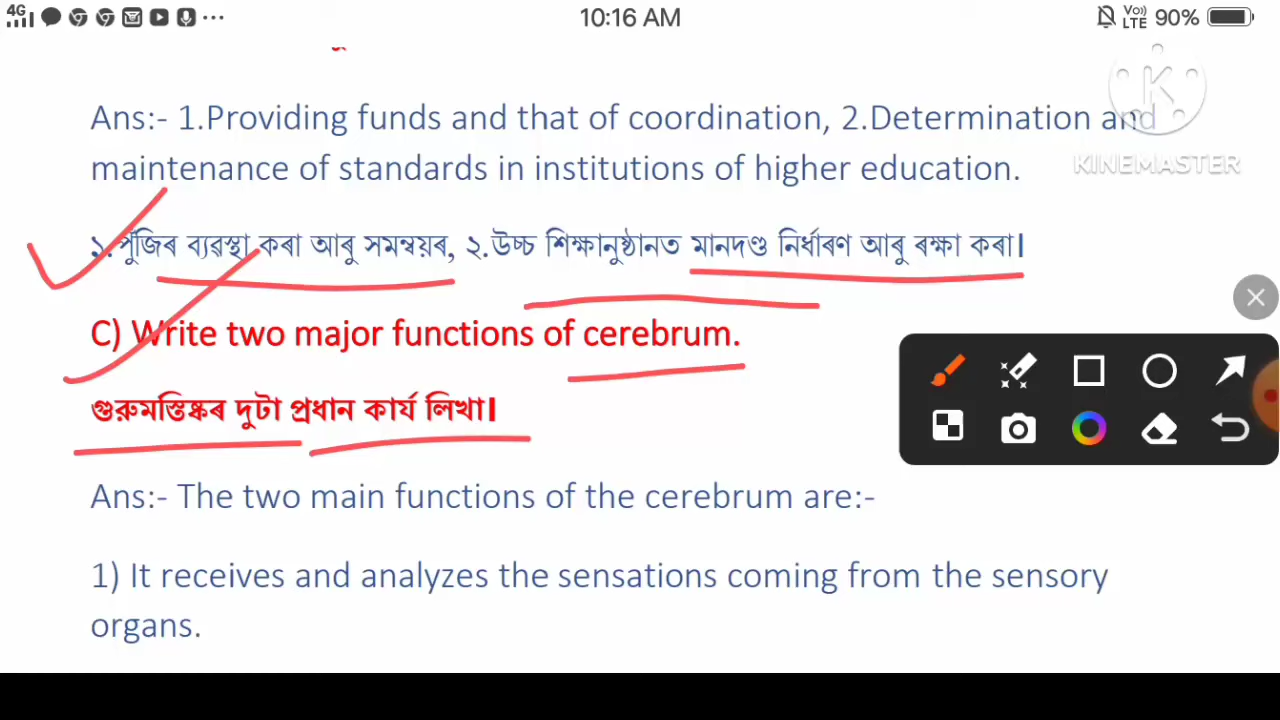 4G
10:16 AM
Vo) LTE 90%
KINEMASTER
Ans:- 1.Providing funds and that of coordination, 2.Determination and
maintenance of standards in institutions of higher education.
১.পুঁজিৰ ব্যৱস্থা কৰা আৰু সমন্বয়ৰ, ২.উচ্চ শিক্ষানুষ্ঠানত মানদণ্ড নিৰ্ধাৰণ আৰু ৰক্ষা কৰা।
C) Write two major functions of cerebrum.
গুৰুমস্তিষ্কৰ দুটা প্ৰধান কাৰ্য লিখা।
Ans:- The two main functions of the cerebrum are:-
1) It receives and analyzes the sensations coming from the sensory
organs.